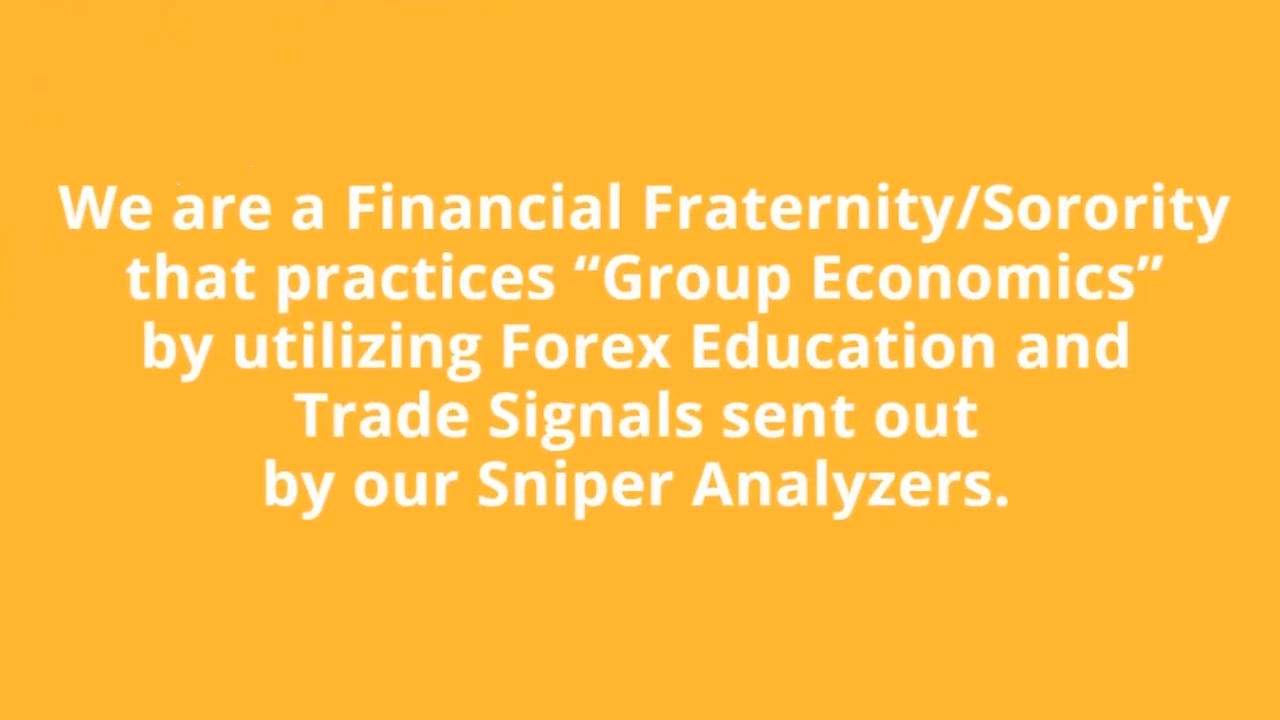 We are a Financial Fraternity/Sorority
that practices “Group Economics”
by utilizing Forex Education and
Trade Signals sent out
by our Sniper Analyzers.